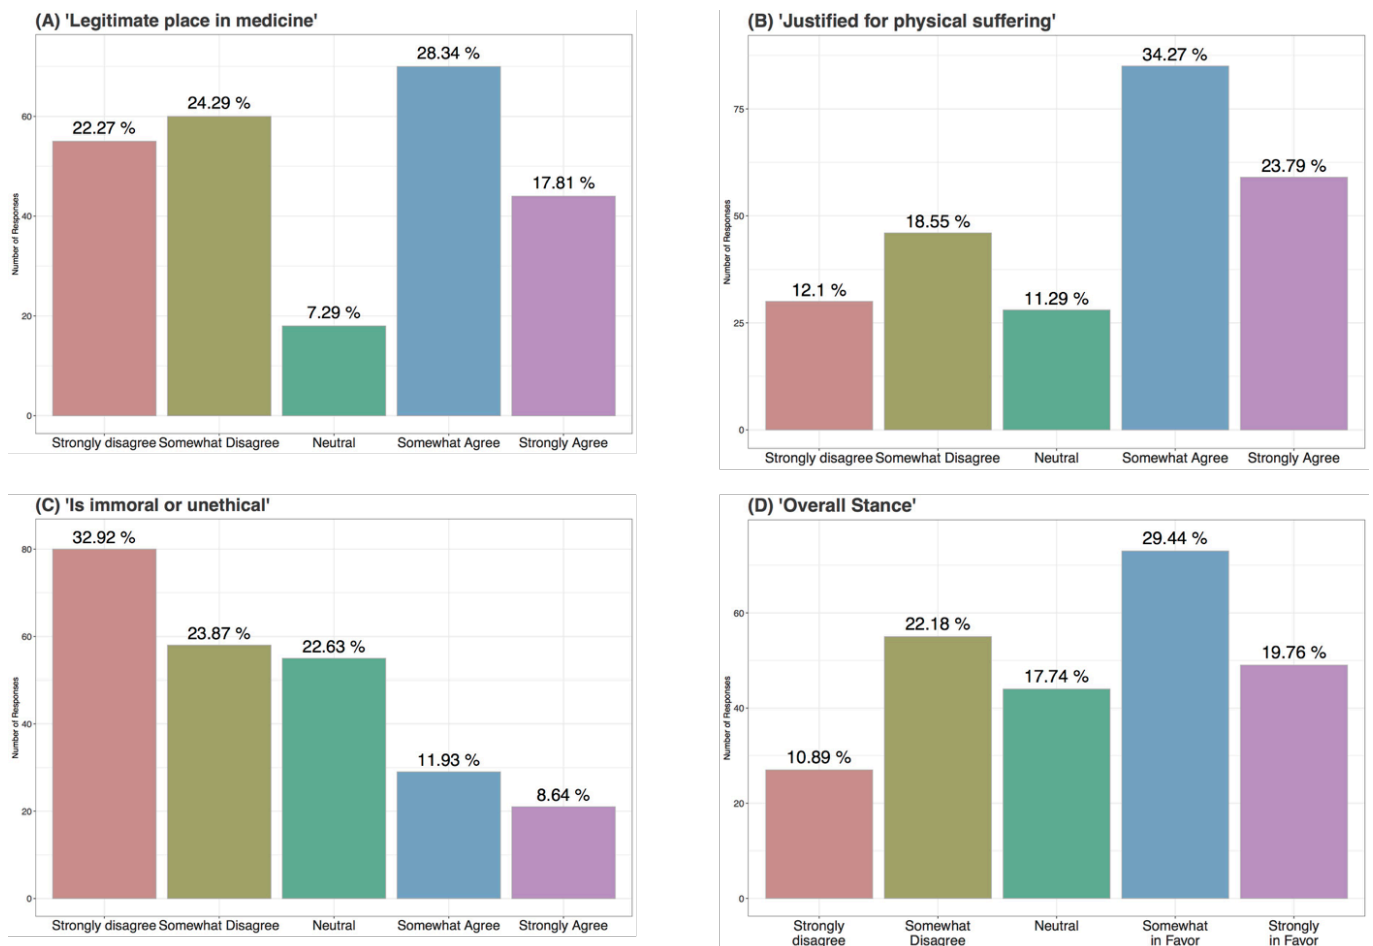 (A) 'Legitimate place in medicine'
Number of Responses
60
40
20
0
22.27 %
24.29 %
7.29 %
28.34 %
17.81 %
Strongly disagree Somewhat Disagree Neutral Somewhat Agree Strongly Agree
(B) 'Justified for physical suffering'
Number of Responses
75
50
25
0
12.1 %
18.55 %
11.29 %
34.27 %
23.79 %
Strongly disagree Somewhat Disagree Neutral Somewhat Agree Strongly Agree
(C) 'Is immoral or unethical'
Number of Responses
80
60
40
20
0
32.92 %
23.87 %
22.63 %
11.93 %
8.64 %
Strongly disagree Somewhat Disagree Neutral Somewhat Agree Strongly Agree
(D) 'Overall Stance'
Number of Responses
60
40
20
0
10.89 %
22.18 %
17.74 %
29.44 %
19.76 %
Strongly Somewhat Neutral Somewhat Strongly
disagree Disagree in Favor in Favor